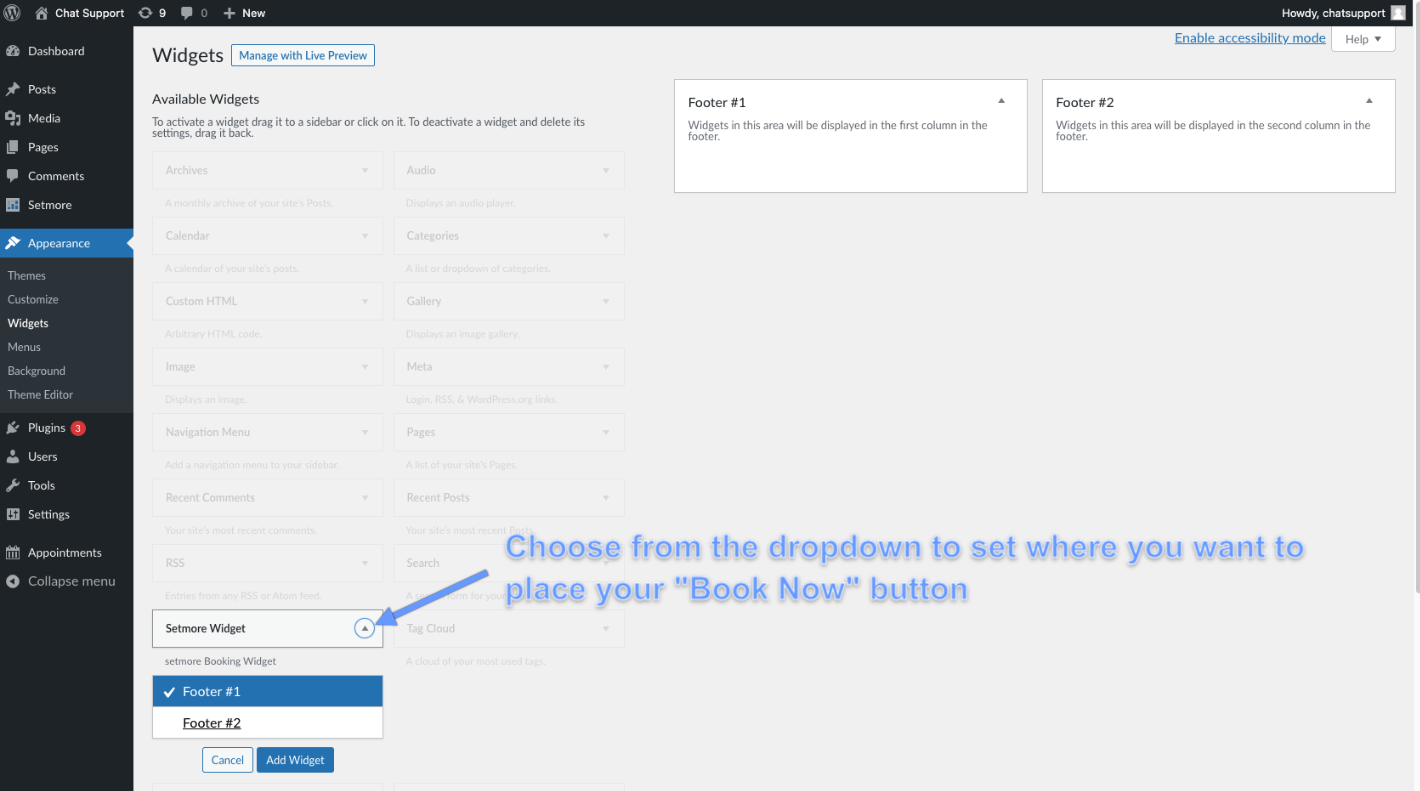 Chat Support 9 0 New Howdy, chatsupport
Dashboard
Posts
Media
Pages
Comments
Setmore
Appearance
Themes
Customize
Widgets
Menus
Background
Theme Editor
Plugins 3
Users
Tools
Settings
Appointments
Collapse menu
Enable accessibility mode Help
Widgets Manage with Live Preview
Available Widgets
To activate a widget drag it to a sidebar or click on it. To deactivate a widget and delete its
settings, drag it back.
Archives Audio
A monthly archive of your site's Posts. Displays an audio player.
Calendar Categories
A calendar of your site's posts. A list or dropdown of categories.
Custom HTML Gallery
Arbitrary HTML code. Displays an image gallery.
Image Meta
Displays an image. Login, RSS, & WordPress.org links.
Navigation Menu Pages
Add a navigation menu to your sidebar. A list of your site's Pages.
Recent Comments Recent Posts
Your site's most recent comments. Your site's most recent Posts.
RSS Search
Entries from any RSS or Atom feed. A search form for your
Choose from the dropdown to set where you want to
place your "Book Now" button
Setmore Widget Tag Cloud
setmore Booking Widget A cloud of your most used tags.
Footer #1
Footer #2
Cancel Add Widget
Footer #1
Widgets in this area will be displayed in the first column in the
footer.
Footer #2
Widgets in this area will be displayed in the second column in the
footer.